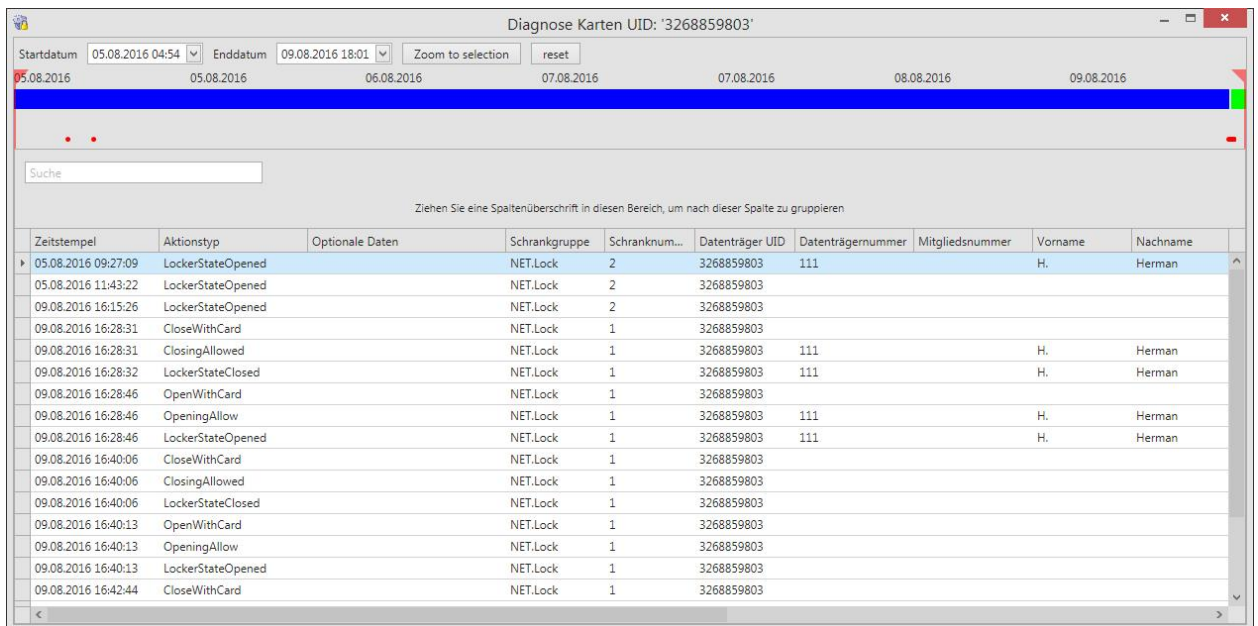 Diagnose Karten UID: '3268859803'
Startdatum 05.08.2016 04:54 Enddatum 09.08.2016 18:01 Zoom to selection reset
05.08.2016 05.08.2016 06.08.2016 07.08.2016 07.08.2016 08.08.2016 09.08.2016
Suche
Ziehen Sie eine Spaltenüberschrift in diesen Bereich, um nach dieser Spalte zu gruppieren
Zeitstempel Aktionstyp Optionale Daten Schrankgruppe Schranknum... Datenträger UID Datenträgernummer Mitgliedsnummer Vorname Nachname
05.08.2016 09:27:09 LockerStateOpened NET.Lock 2 3268859803 111 H. Herman
05.08.2016 11:43:22 LockerStateOpened NET.Lock 2 3268859803
09.08.2016 16:15:26 LockerStateOpened NET.Lock 2 3268859803
09.08.2016 16:28:31 CloseWithCard NET.Lock 1 3268859803
09.08.2016 16:28:31 ClosingAllowed NET.Lock 1 3268859803 111 H. Herman
09.08.2016 16:28:32 LockerStateClosed NET.Lock 1 3268859803 111 H. Herman
09.08.2016 16:28:46 OpenWithCard NET.Lock 1 3268859803
09.08.2016 16:28:46 OpeningAllow NET.Lock 1 3268859803 111 H. Herman
09.08.2016 16:28:46 LockerStateOpened NET.Lock 1 3268859803 111 H. Herman
09.08.2016 16:40:06 CloseWithCard NET.Lock 1 3268859803
09.08.2016 16:40:06 ClosingAllowed NET.Lock 1 3268859803
09.08.2016 16:40:06 LockerStateClosed NET.Lock 1 3268859803
09.08.2016 16:40:13 OpenWithCard NET.Lock 1 3268859803
09.08.2016 16:40:13 OpeningAllow NET.Lock 1 3268859803
09.08.2016 16:40:13 LockerStateOpened NET.Lock 1 3268859803
09.08.2016 16:42:44 CloseWithCard NET.Lock 1 3268859803